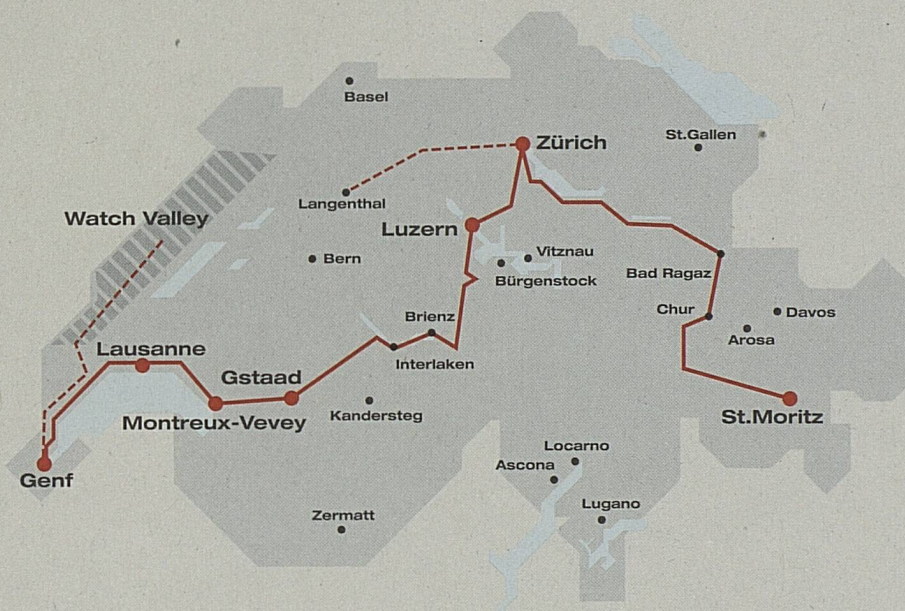 Basel
St.Gallen
Zürich
Langenthal
Watch Valley
Luzern
Bern
Vitznau
Bürgenstock
Bad Ragaz
Chur
Davos
Arosa
Brienz
Interlaken
Lausanne
Gstaad
Montreux-Vevey
Kandersteg
St.Moritz
Genf
Locarno
Ascona
Lugano
Zermatt